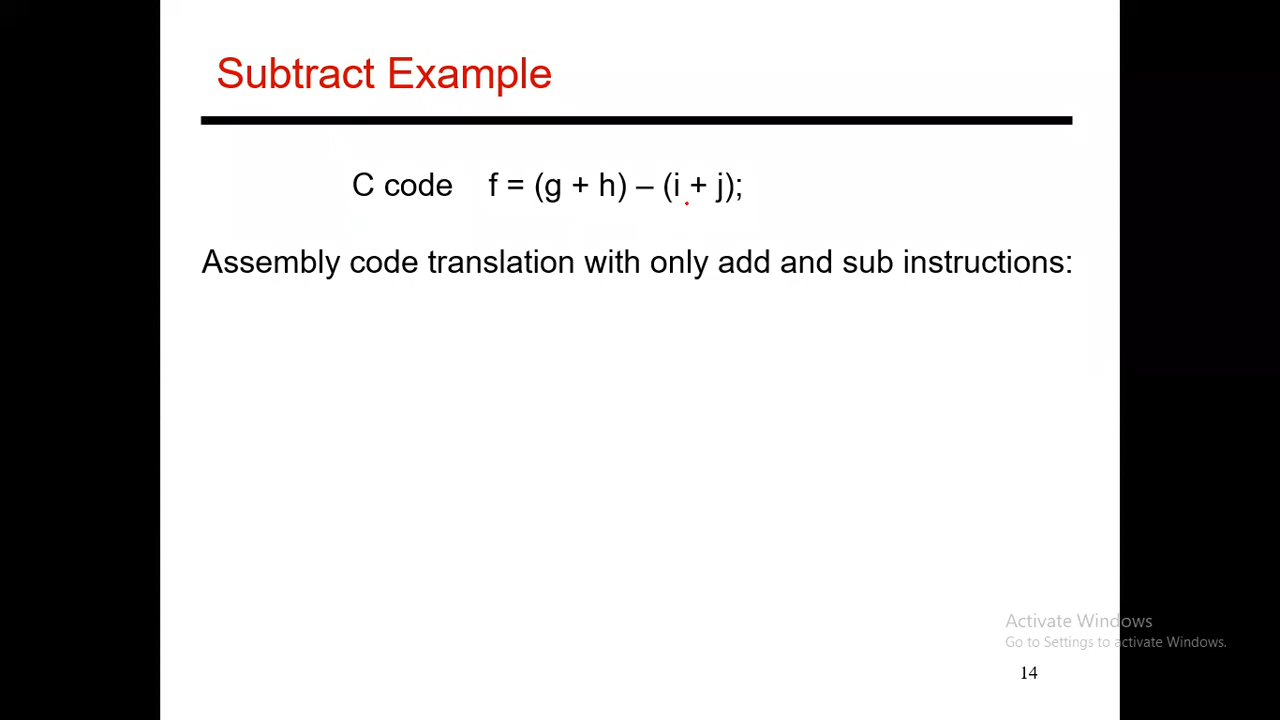 Subtract Example
C code f = (g + h) – (i + j);
Assembly code translation with only add and sub instructions:
Activate Windows
Go to Settings to activate Windows.
14